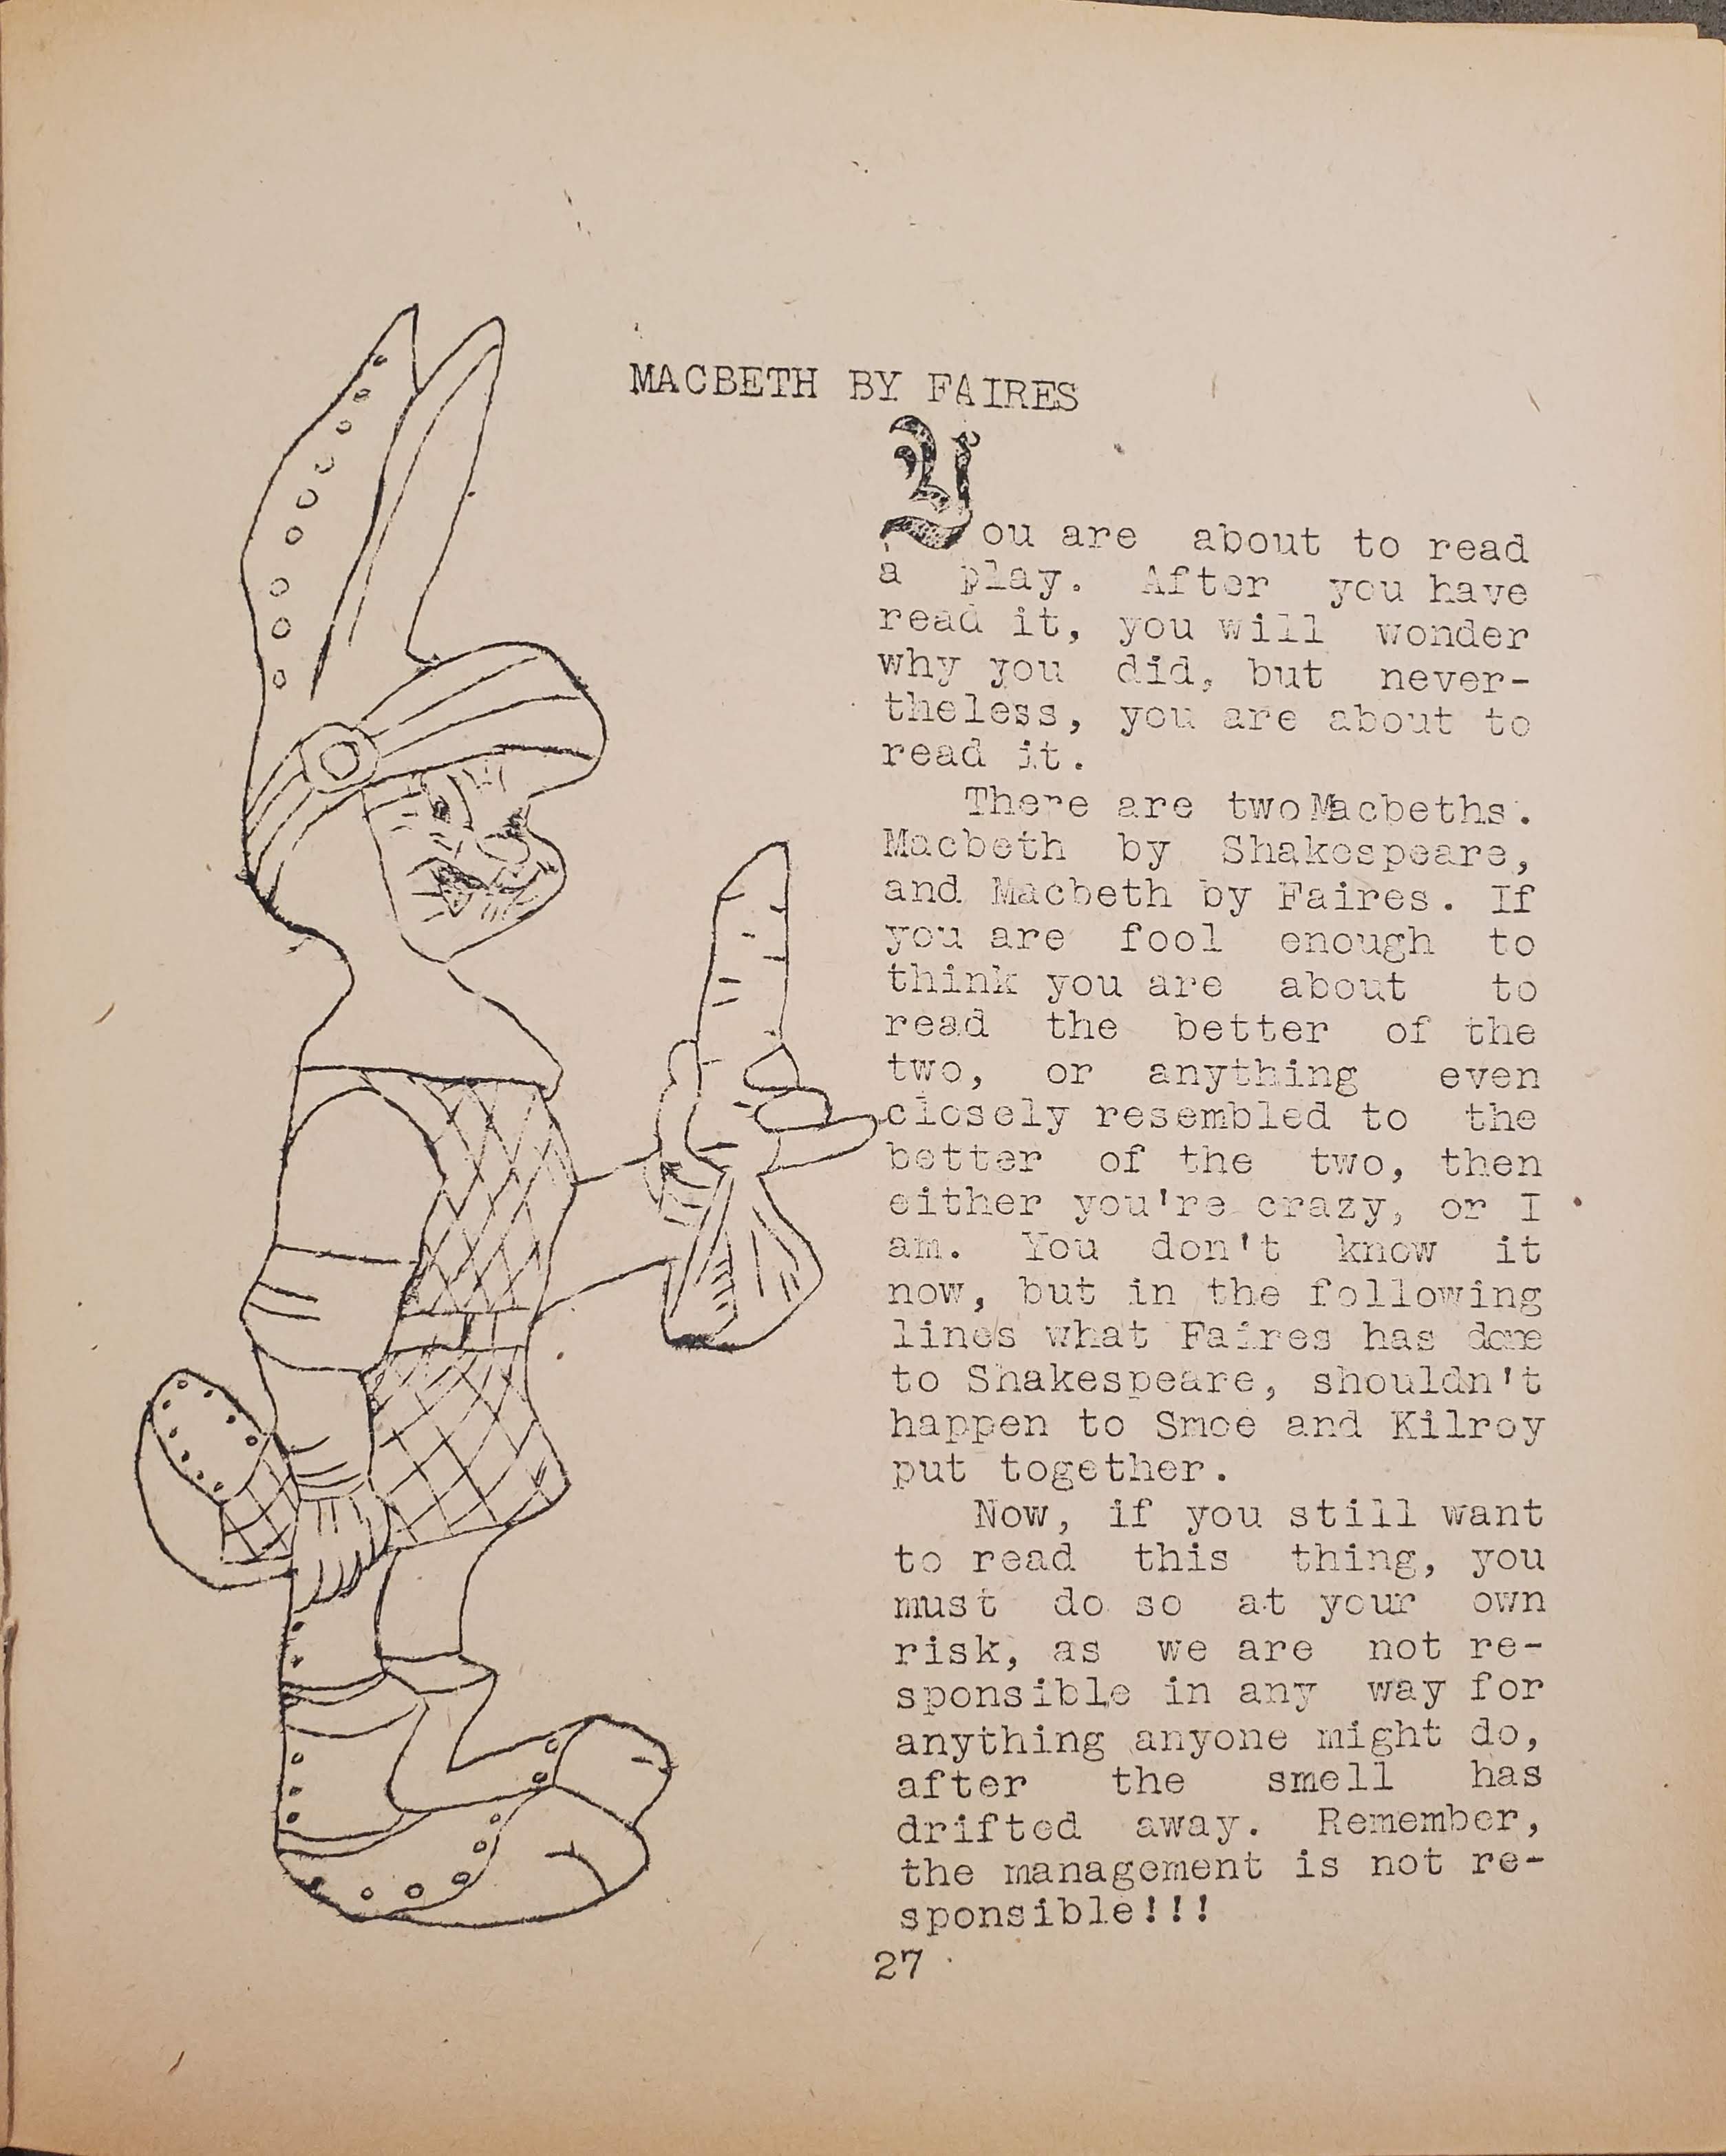 MACBETH BY FAIRES
You are about to read
a play. After you have
read it, you will wonder
why you did, but never-
theless, you are about to
read it.
There are two Macbeths.
Macbeth by Shakespeare,
and Macbeth by Faires. If
you are fool enough to
think you are about to
read the better of the
two, or anything even
closely resembled to the
better of the two, then
either you're crazy, or I
am. You don't know it
now, but in the following
lines what Faires has done
to Shakespeare, shouldn't
happen to Smoe and Kilroy
put together.
Now, if you still want
to read this thing, you
must do so at your own
risk, as we are not re-
sponsible in any way for
anything anyone might do,
after the smell has
drifted away. Remember,
the management is not re-
sponsible!!!
27